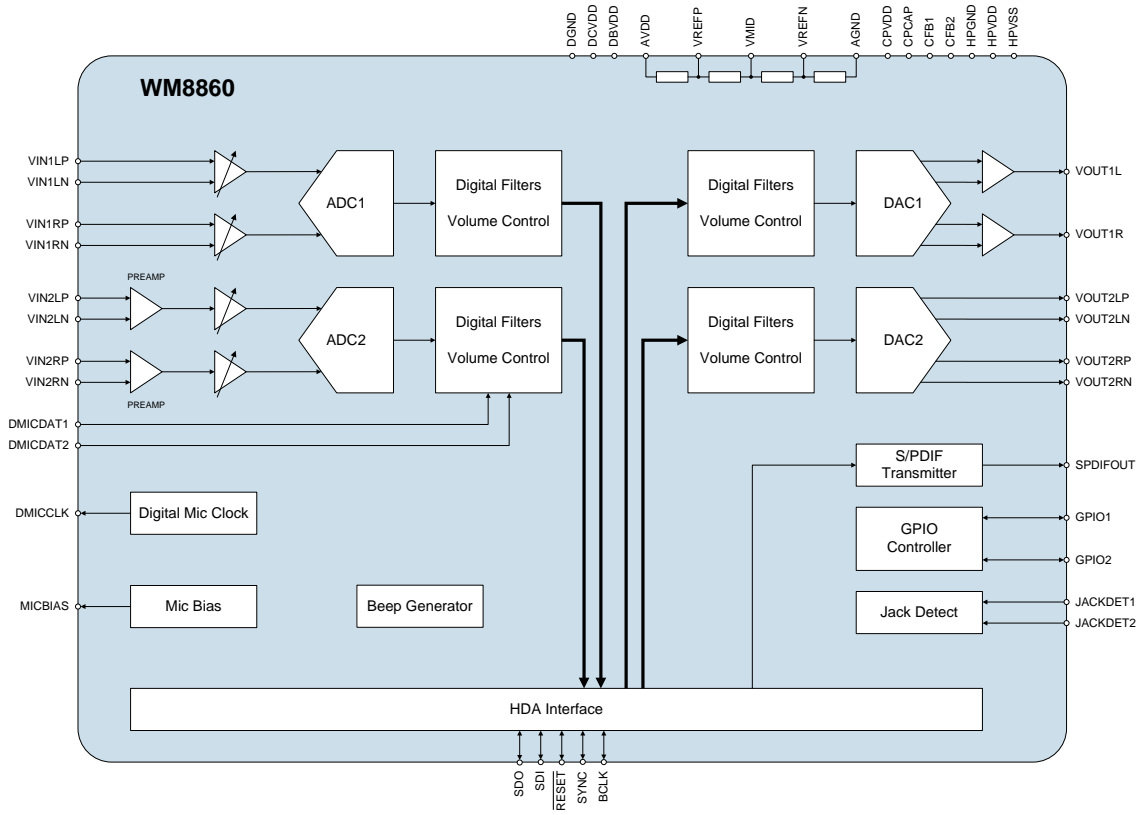 DGND
DCVDD
DBVDD
AVDD
VREFP
VMID
VREFN
AGND
CPVDD
CPCAP
CFB1
CFB2
HPGND
HPVDD
HPVSS
WM8860
VIN1LP
VIN1LN
VIN1RP
VIN1RN
ADC1
Digital Filters
Volume Control
Digital Filters
Volume Control
DAC1
VOUT1L
VOUT1R
PREAMP
VIN2LP
VIN2LN
VIN2RP
VIN2RN
PREAMP
ADC2
Digital Filters
Volume Control
Digital Filters
Volume Control
DAC2
VOUT2LP
VOUT2LN
VOUT2RP
VOUT2RN
DMICDAT1
DMICDAT2
S/PDIF
Transmitter
SPDIFOUT
DMICCLK
Digital Mic Clock
GPIO
Controller
GPIO1
GPIO2
MICBIAS
Mic Bias
Beep Generator
Jack Detect
JACKDET1
JACKDET2
HDA Interface
SDO
SDI
RESET
SYNC
BCLK